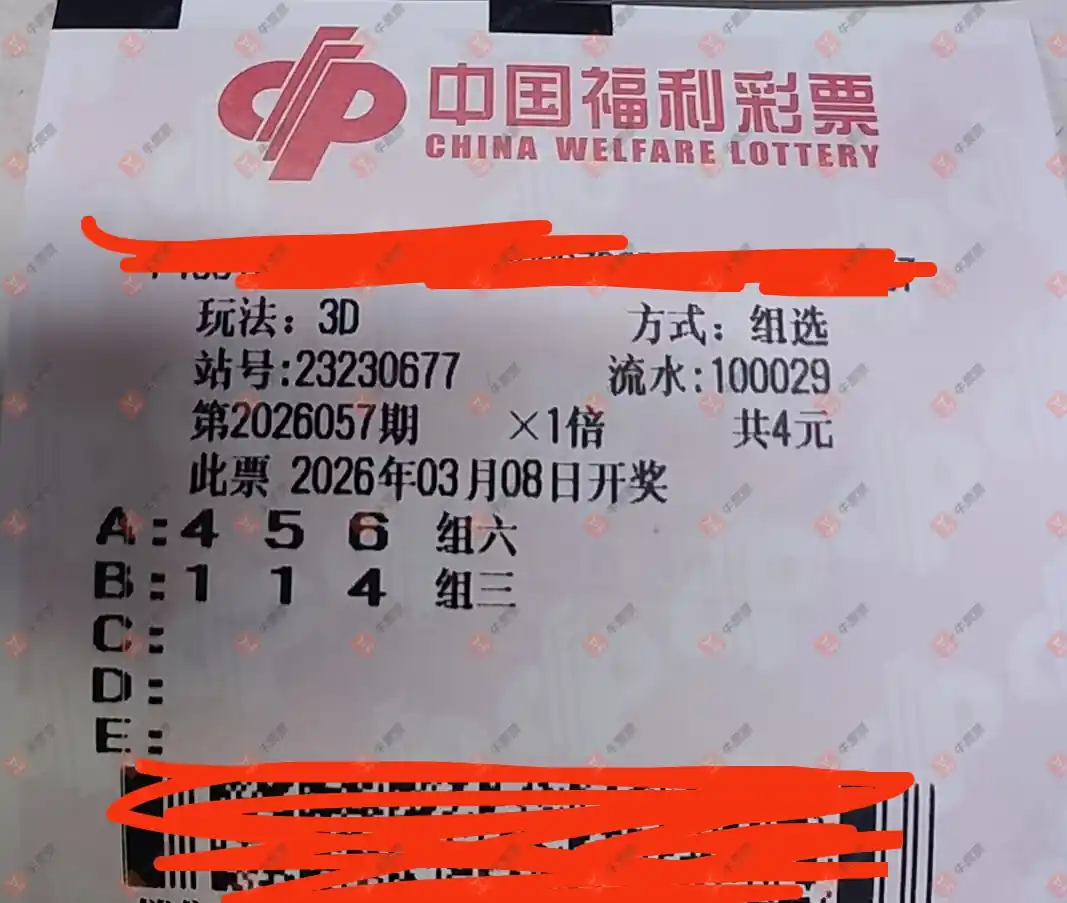 中国福利彩票
CHINA WELFARE LOTTERY
玩法：3D 方式：组选
站号:23230677 流水:100029
第2026057期 ×1倍 共4元
此票 2026年03月08日开奖
A:4 5 6 组六
B:1 1 4 组三
C:
D:
E: